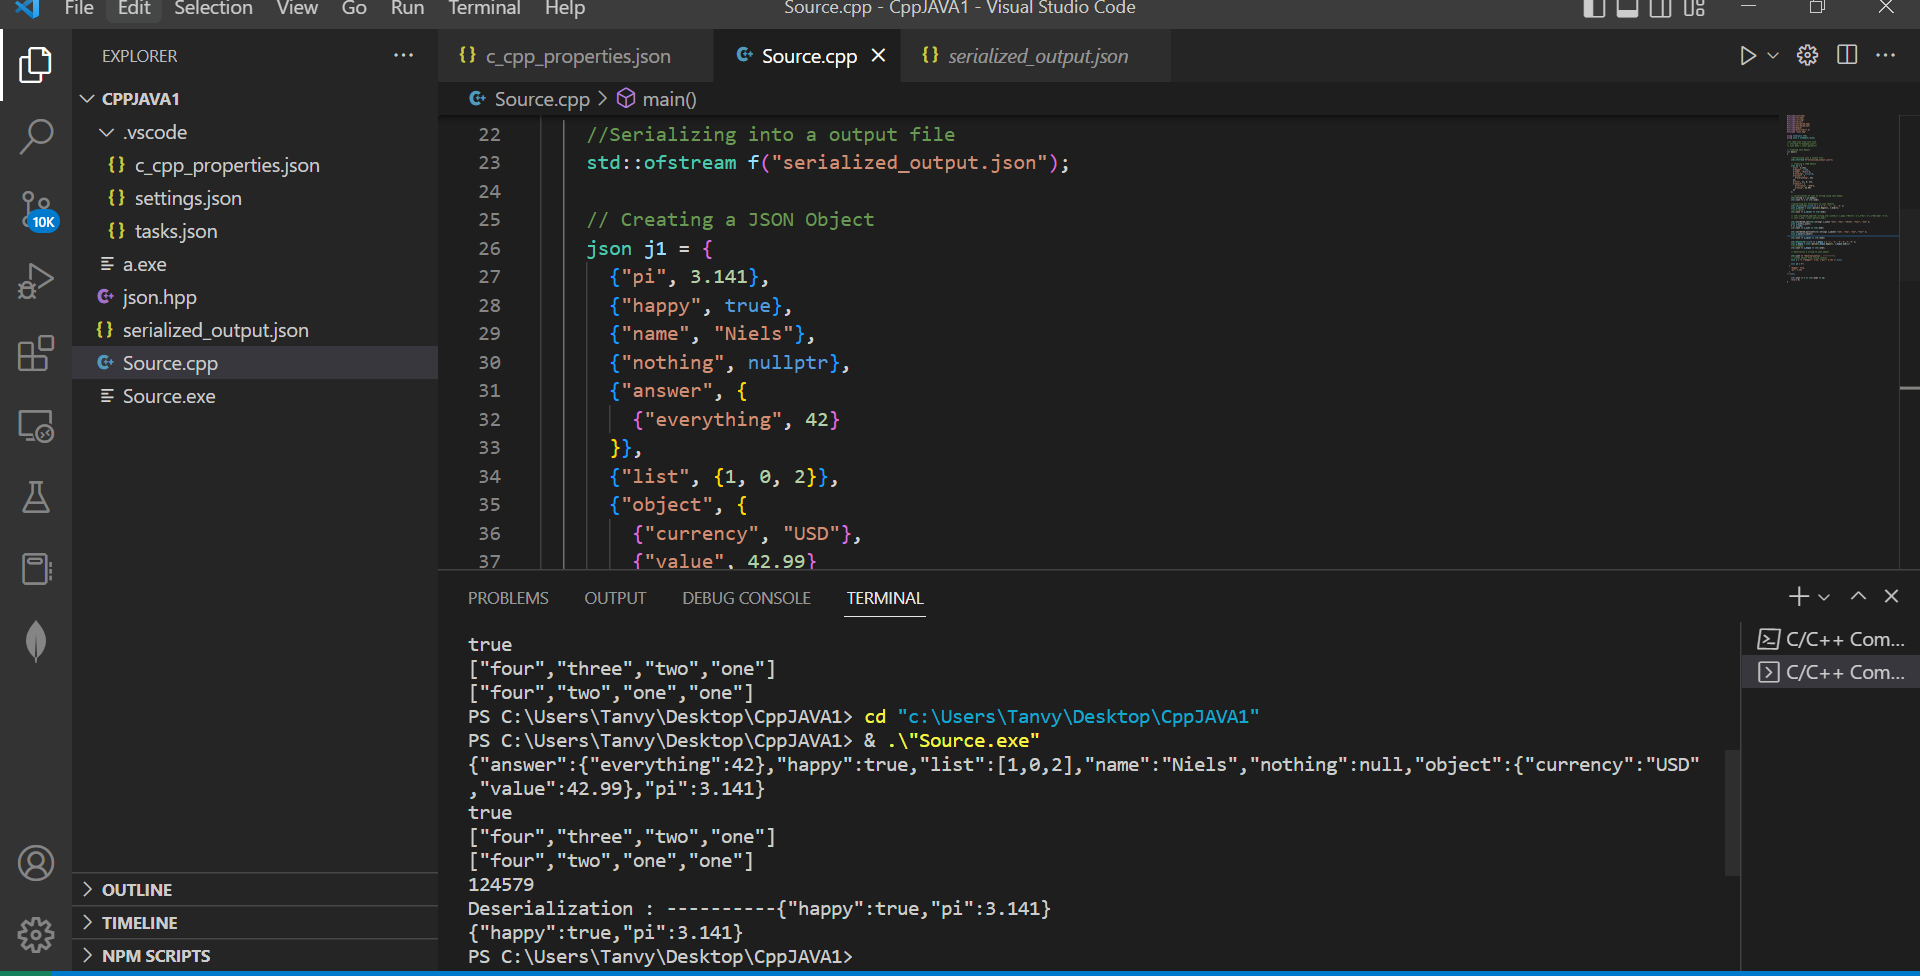 File Edit Selection View Go Run Terminal Help
Source.cpp - CppJAVA1 - Visual Studio Code
EXPLORER
CPPJAVA1
.vscode
{} c_cpp_properties.json
{} settings.json
{} tasks.json
a.exe
json.hpp
{} serialized_output.json
Source.cpp
Source.exe
OUTLINE
TIMELINE
NPM SCRIPTS
10K
{} c_cpp_properties.json
Source.cpp
{} serialized_output.json
Source.cpp > main()
22 //Serializing into a output file
23 std::ofstream f("serialized_output.json");
24
25 // Creating a JSON Object
26 json j1 = {
27 {"pi", 3.141},
28 {"happy", true},
29 {"name", "Niels"},
30 {"nothing", nullptr},
31 {"answer", {
32 {"everything", 42}
33 }},
34 {"list", {1, 0, 2}},
35 {"object", {
36 {"currency", "USD"},
37 {"value", 42.99}
PROBLEMS OUTPUT DEBUG CONSOLE TERMINAL
true
["four","three","two","one"]
["four","two","one","one"]
PS C:\Users\Tanvy\Desktop\CppJAVA1> cd "c:\Users\Tanvy\Desktop\CppJAVA1"
PS C:\Users\Tanvy\Desktop\CppJAVA1> & .\"Source.exe"
{"answer":{"everything":42},"happy":true,"list":[1,0,2],"name":"Niels","nothing":null,"object":{"currency":"USD"
,"value":42.99},"pi":3.141}
true
["four","three","two","one"]
["four","two","one","one"]
124579
Deserialization : ----------{"happy":true,"pi":3.141}
{"happy":true,"pi":3.141}
PS C:\Users\Tanvy\Desktop\CppJAVA1>
C/C++ Com...
C/C++ Com...